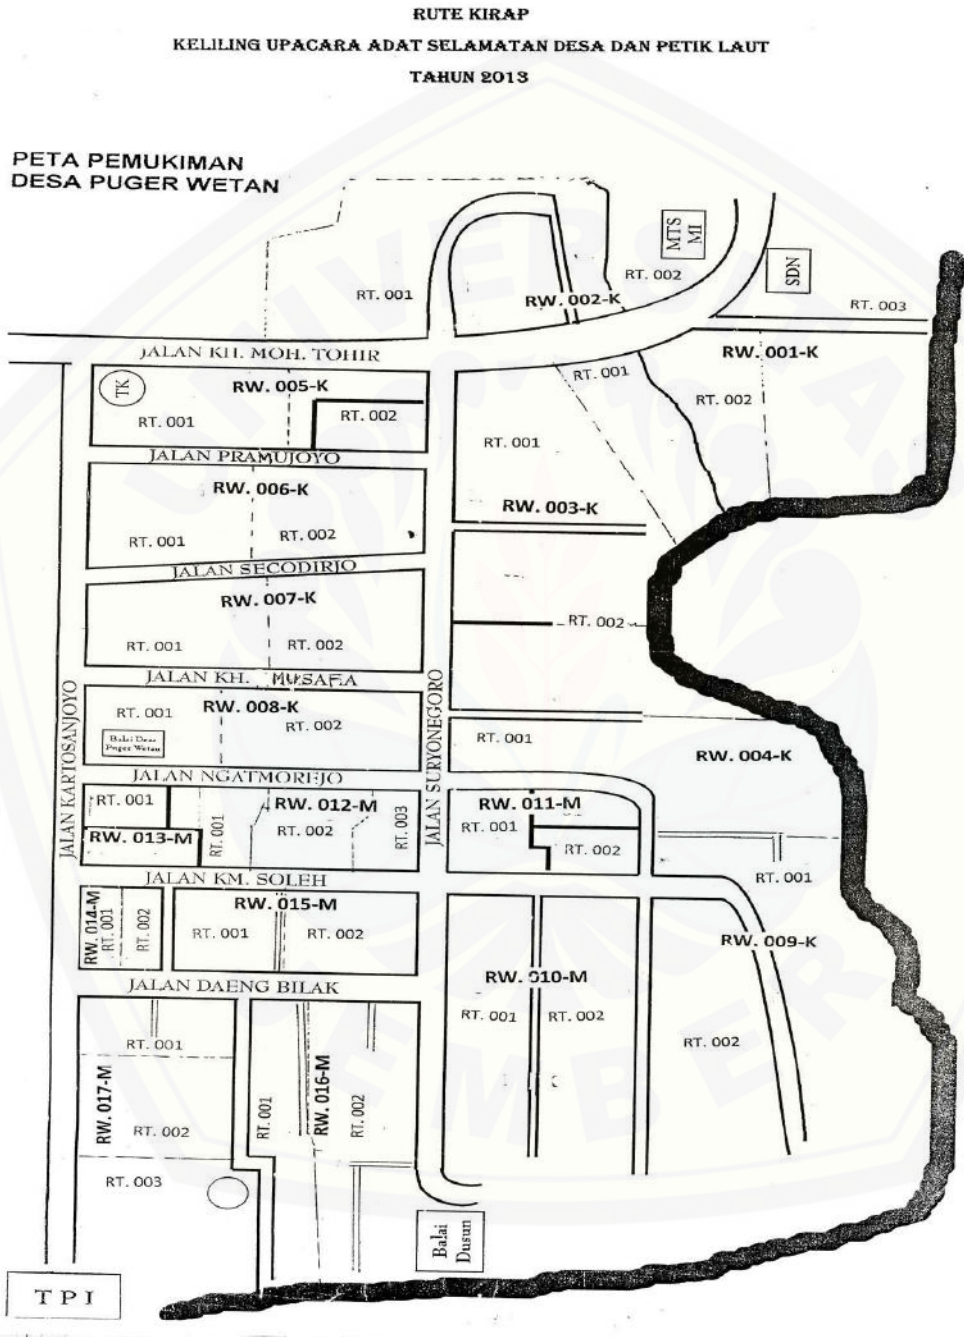 RUTE KIRAP
KELILING UPACARA ADAT SELAMATAN DESA DAN PETIK LAUT
TAHUN 2013
PETA PEMUKIMAN
DESA PUGER WETAN
MTS
MI
SDN
RT. 002
RT. 001
RW. 002-K
RT. 003
JALAN KH. MOH. TOHIR
RW. 001-K
TK
RW. 005-K
RT. 001
RT. 002
RT. 001
RT. 002
RT. 001
JALAN PRAMUJOYO
RW. 006-K
RW. 003-K
RT. 001
RT. 002
JALAN SECODIRJO
RW. 007-K
RT. 002
RT. 001
RT. 002
JALAN KH. MUSAFA
JALAN KARTOSANJOYO
JALAN SURYONEGORO
RT. 001
RW. 008-K
RT. 002
RT. 001
Balai Desa
Puger Wetan
RW. 004-K
JALAN NGATMOREJO
RT. 001
RW. 013-M
RT. 001
RW. 012-M
RT. 002
RT. 003
RW. 011-M
RT. 001
RT. 002
RT. 001
JALAN KM. SOLEH
RW. 014-M
RT. 001
RT. 002
RW. 015-M
RT. 001
RT. 002
RW. 009-K
RW. 010-M
JALAN DAENG BILAK
RT. 001
RT. 002
RT. 002
RT. 001
RW. 017-M
RT. 002
RT. 001
RW. 016-M
RT. 002
RT. 003
Balai
Dusun
T P I
UNIVERSITAS
JEMBER